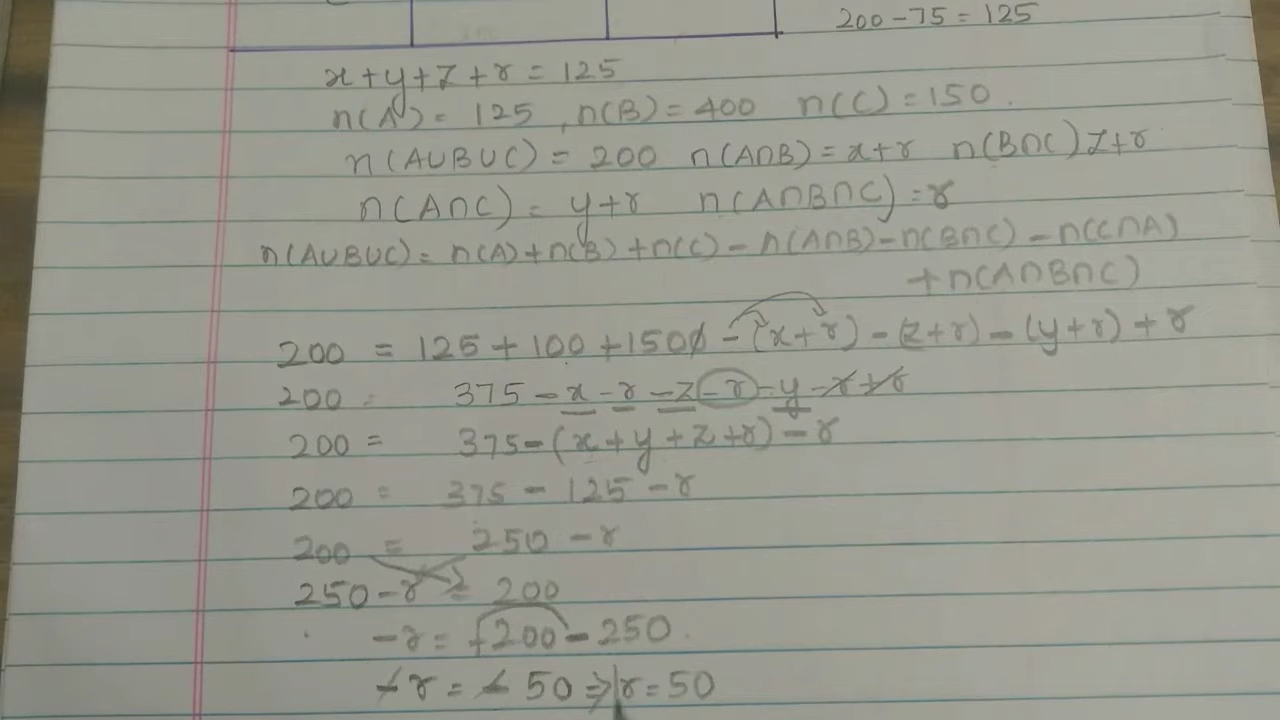 200 - 75 = 125
x + y + z + r = 125
n(A) = 125 , n(B) = 400 n(C) = 150 .
n(A∪B∪C) = 200 n(A∩B) = x + r n(B∩C) z + r
n(A∩C) = y + r n(A∩B∩C) = r
n(A∪B∪C) = n(A) + n(B) + n(C) - n(A∩B) - n(B∩C) - n(C∩A)
+ n(A∩B∩C)
200 = 125 + 100 + 150 - (x + r) - (z + r) - (y + r) + r
200 = 375 - x - r - z - r - y - r + r
200 = 375 - (x + y + z + r) - r
200 = 375 - 125 - r
200 = 250 - r
250 - r = 200
- r = +200 - 250 .
- r = - 50 ⇒ r = 50